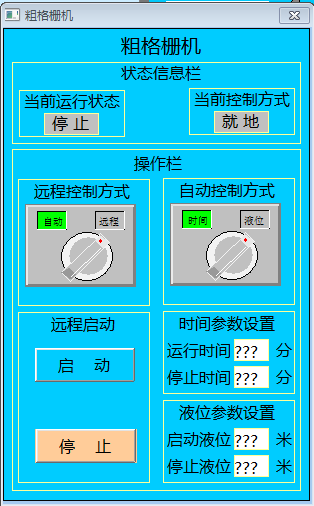 粗格栅机
粗格栅机
状态信息栏
当前运行状态
停 止
当前控制方式
就 地
操作栏
远程控制方式
自动 远程
自动控制方式
时间 液位
远程启动
启 动
停 止
时间参数设置
运行时间 ??? 分
停止时间 ??? 分
液位参数设置
启动液位 ??? 米
停止液位 ??? 米